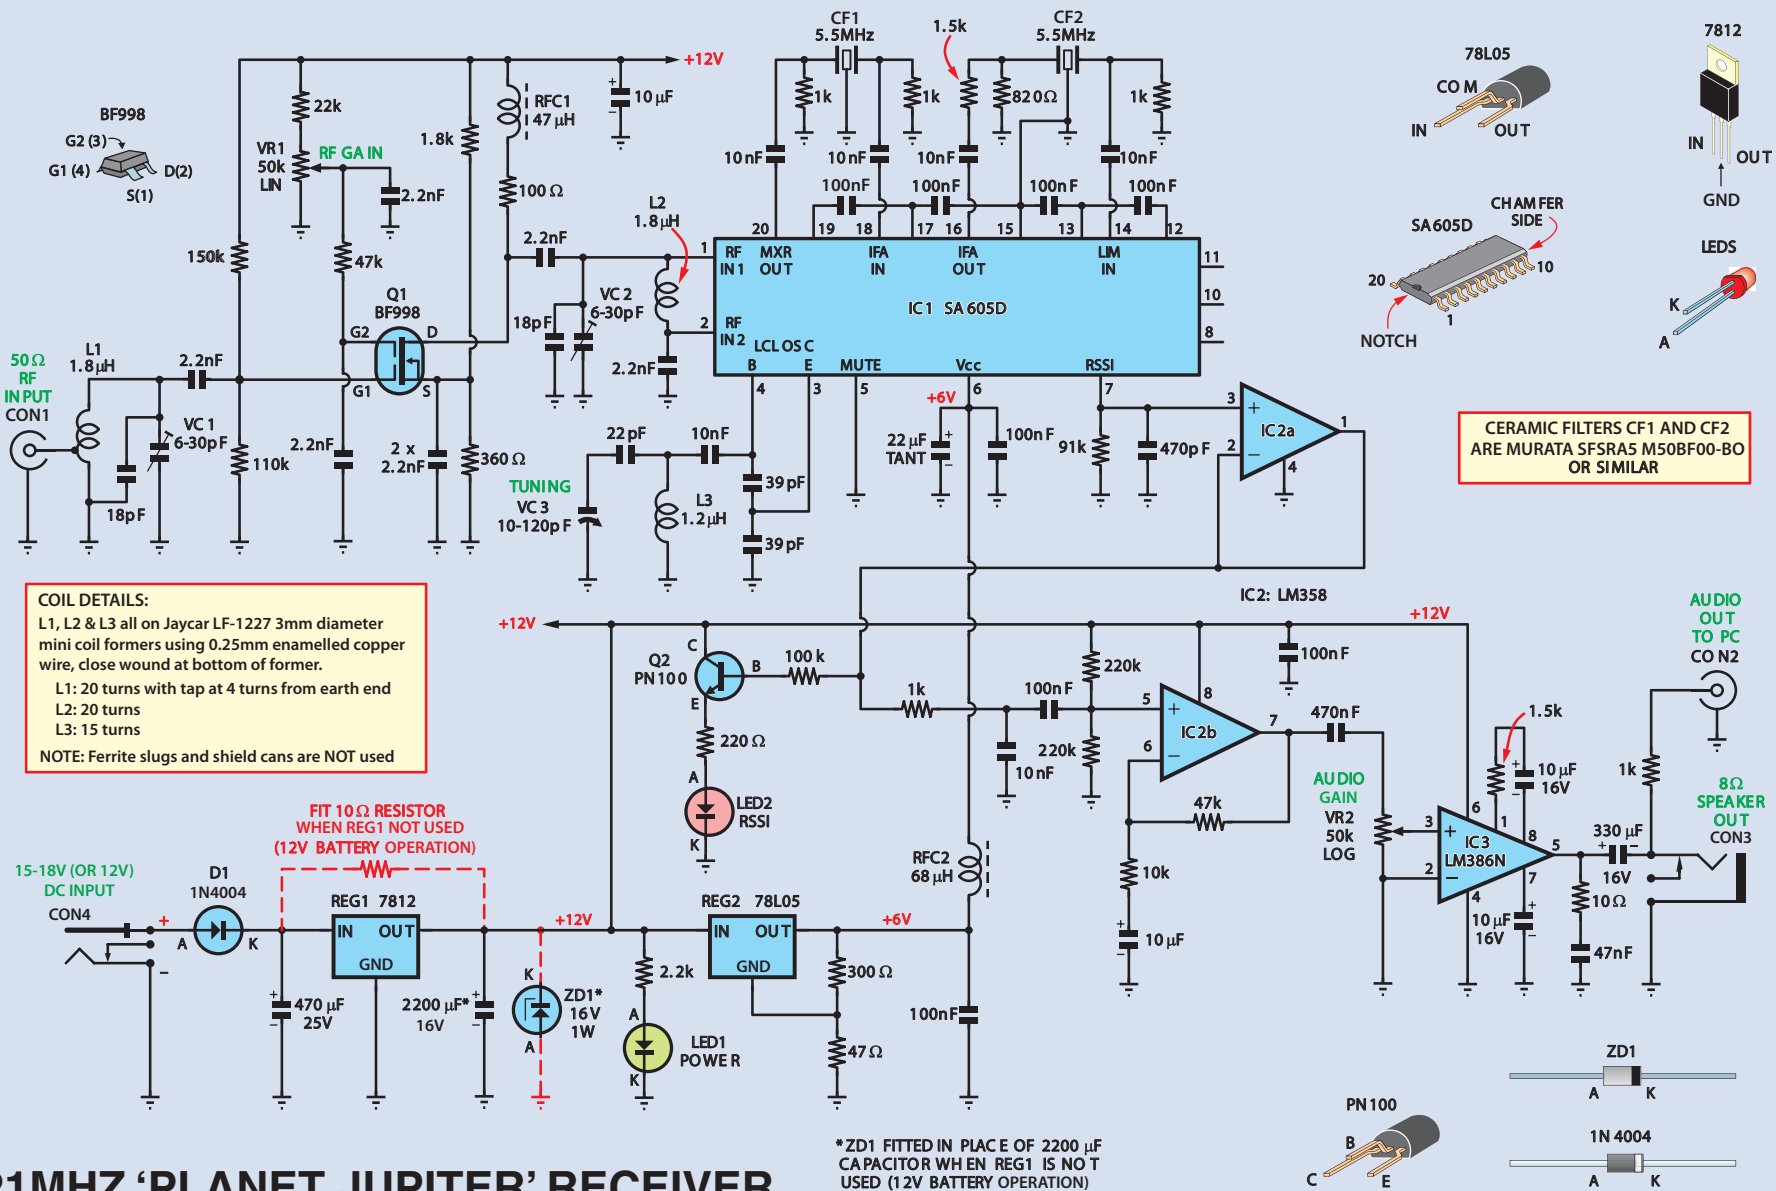 CF1
5.5MHz
1.5k
CF2
5.5MHz
7812
78L05
COM
IN
OUT
IN
OUT
GND
+12V
22k
RFC1
47µH
+
10µF
–
1k
1k
820Ω
1k
BF998
G2 (3)
G1 (4)
D(2)
S(1)
VR1
50k
LIN
RF GAIN
1.8k
2.2nF
100Ω
10nF
10nF
10nF
10nF
100nF
100nF
100nF
100nF
L2
1.8µH
20
19
18
17
16
15
13
14
12
CHAMFER
SIDE
SA605D
20
10
1
NOTCH
LEDS
K
A
150k
47k
2.2nF
1
RF
IN1
MXR
OUT
IFA
IN
IFA
OUT
LIM
IN
11
Q1
BF998
VC2
6-30pF
18pF
IC1 SA605D
10
2
RF
IN2
8
G2
D
G1
S
LCL OSC
B
E
MUTE
Vcc
RSSI
2.2nF
4
3
5
6
7
50Ω
RF
INPUT
CON1
L1
1.8µH
2.2nF
VC1
6-30pF
18pF
110k
2.2nF
2 x
2.2nF
360Ω
+6V
22µF
TANT
+
–
100nF
91k
470pF
3
+
IC2a
1
2
–
4
CERAMIC FILTERS CF1 AND CF2
ARE MURATA SFSRA5M50BF00-BO
OR SIMILAR
22pF
10nF
TUNING
VC3
10-120pF
L3
1.2µH
39pF
39pF
COIL DETAILS:
L1, L2 & L3 all on Jaycar LF-1227 3mm diameter
mini coil formers using 0.25mm enamelled copper
wire, close wound at bottom of former.
L1: 20 turns with tap at 4 turns from earth end
L2: 20 turns
L3: 15 turns
NOTE: Ferrite slugs and shield cans are NOT used
IC2: LM358
+12V
+12V
AUDIO
OUT
TO PC
CON2
C
Q2
PN100
B
E
100k
220k
100nF
1k
100nF
10nF
220k
5
+
8
IC2b
7
6
–
470nF
1.5k
220Ω
A
LED2
RSSI
K
47k
AUDIO
GAIN
VR2
50k
LOG
+
10µF
–
16V
1k
8Ω
SPEAKER
OUT
CON3
6
3
+
1
IC3
LM386N
8
5
2
–
7
4
330µF
+
–
16V
10Ω
47nF
+
10µF
–
16V
10k
+
10µF
–
FIT 10Ω RESISTOR
WHEN REG1 NOT USED
(12V BATTERY OPERATION)
RFC2
68µH
15-18V (OR 12V)
DC INPUT
CON4
+
–
D1
1N4004
A
K
REG1 7812
IN
OUT
GND
+12V
REG2 78L05
IN
OUT
GND
+6V
+
470µF
–
25V
2200µF*
16V
+
–
K
ZD1*
16V
1W
A
2.2k
A
LED1
POWER
K
300Ω
47Ω
100nF
ZD1
A
K
PN100
B
C
E
1N4004
A
K
*ZD1 FITTED IN PLACE OF 2200µF
CAPACITOR WHEN REG1 IS NOT
USED (12V BATTERY OPERATION)
21MHZ ‘PLANET JUPITER’ RECEIVER